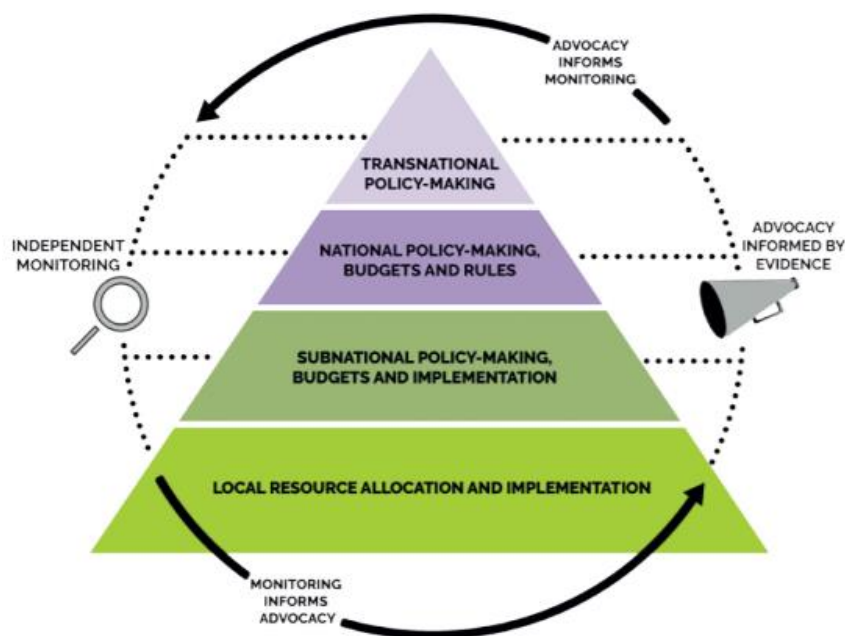 ADVOCACY
INFORMS
MONITORING
TRANSNATIONAL
POLICY-MAKING
INDEPENDENT
MONITORING
NATIONAL POLICY-MAKING,
BUDGETS AND RULES
ADVOCACY
INFORMED BY
EVIDENCE
SUBNATIONAL POLICY-MAKING,
BUDGETS AND IMPLEMENTATION
LOCAL RESOURCE ALLOCATION AND IMPLEMENTATION
MONITORING
INFORMS
ADVOCACY